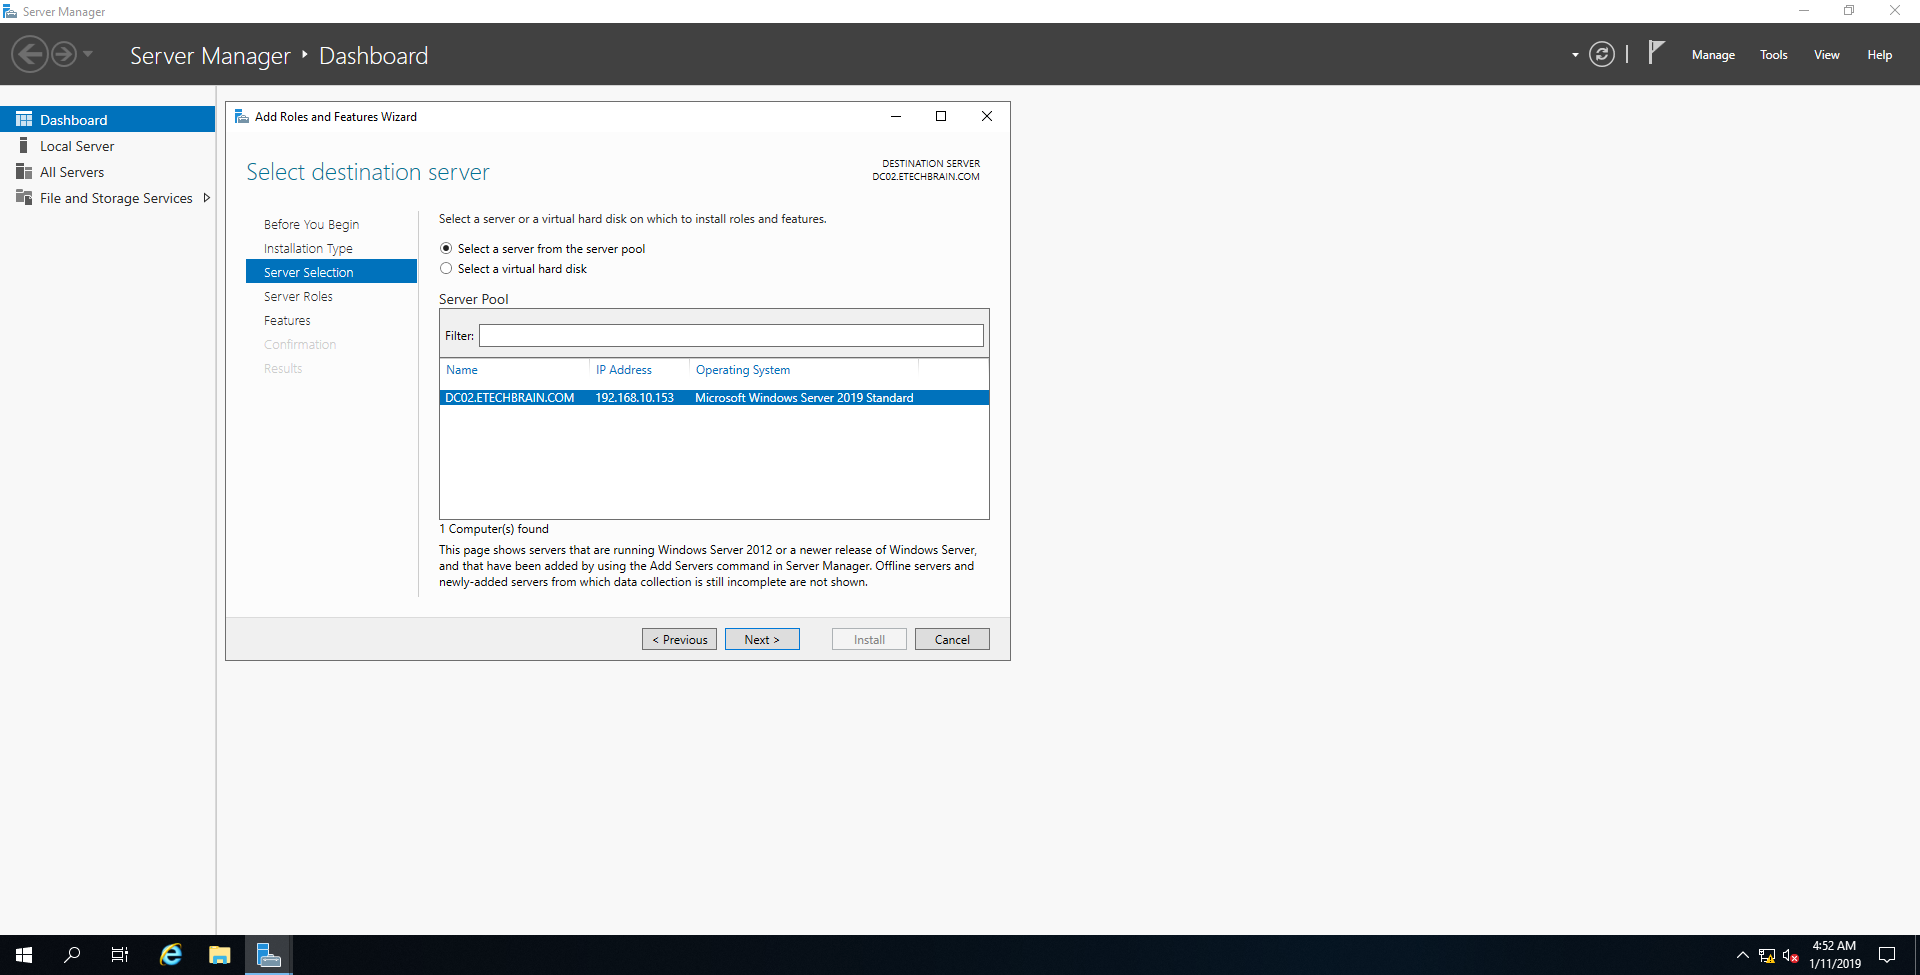 Server Manager
Server Manager ‣ Dashboard
Manage Tools View Help
Dashboard
Local Server
All Servers
File and Storage Services
Add Roles and Features Wizard
Select destination server
DESTINATION SERVER
DC02.ETECHBRAIN.COM
Before You Begin
Installation Type
Server Selection
Server Roles
Features
Confirmation
Results
Select a server or a virtual hard disk on which to install roles and features.
Select a server from the server pool
Select a virtual hard disk
Server Pool
Filter:
Name IP Address Operating System
DC02.ETECHBRAIN.COM 192.168.10.153 Microsoft Windows Server 2019 Standard
1 Computer(s) found
This page shows servers that are running Windows Server 2012 or a newer release of Windows Server,
and that have been added by using the Add Servers command in Server Manager. Offline servers and
newly-added servers from which data collection is still incomplete are not shown.
< Previous Next > Install Cancel
4:52 AM
1/11/2019